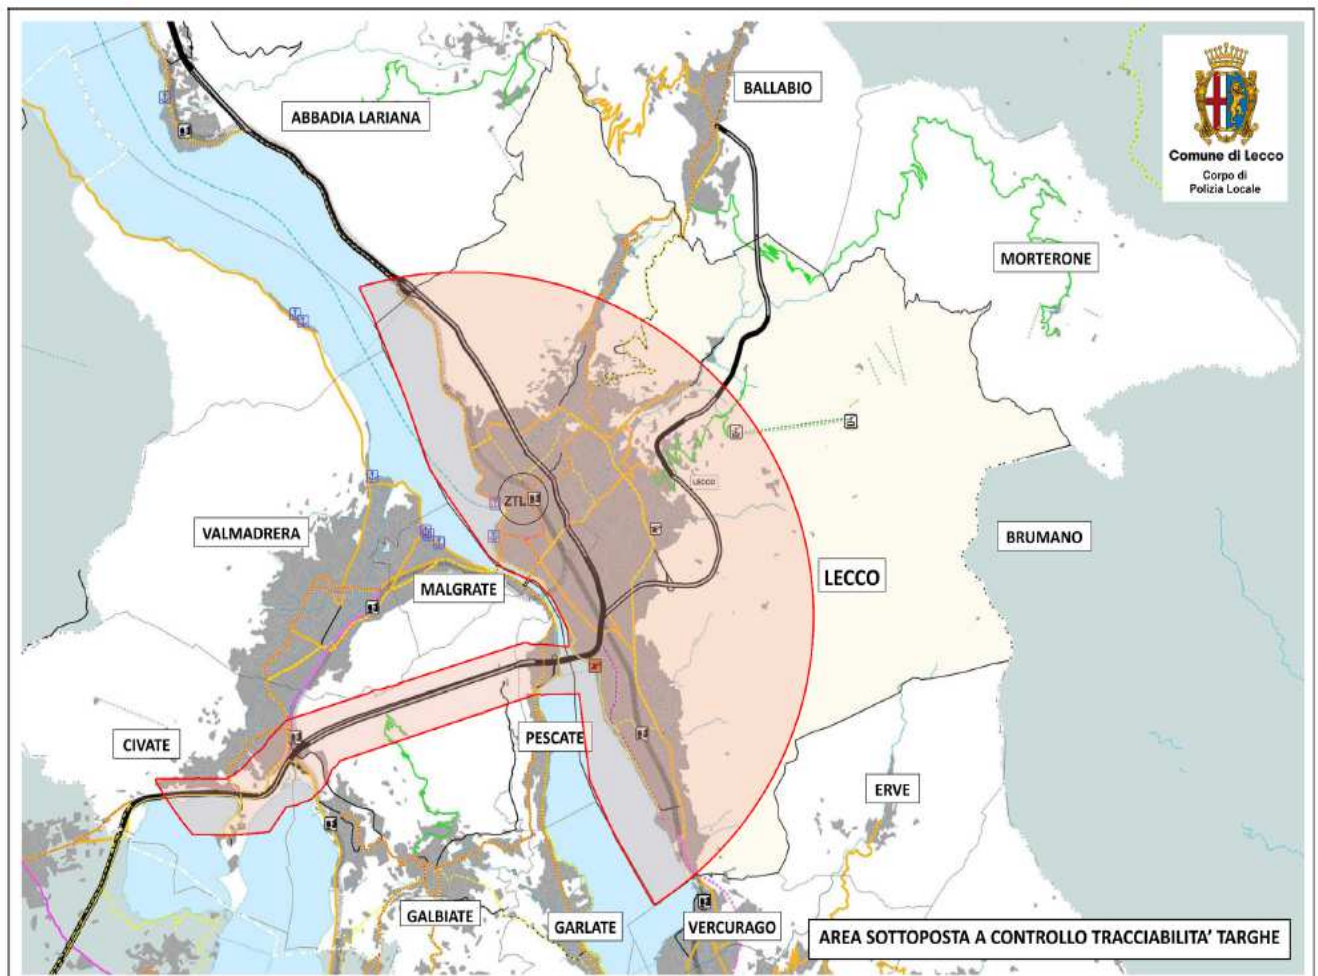 BALLABIO
ABBADIA LARIANA
Comune di Lecco
Corpo di
Polizia Locale
MORTERONE
LECCO
ZTL
VALMADRERA
BRUMANO
LECCO
MALGRATE
PESCATE
CIVATE
ERVE
GALBIATE
GARLATE
VERCURAGO
AREA SOTTOPOSTA A CONTROLLO TRACCIABILITA' TARGHE